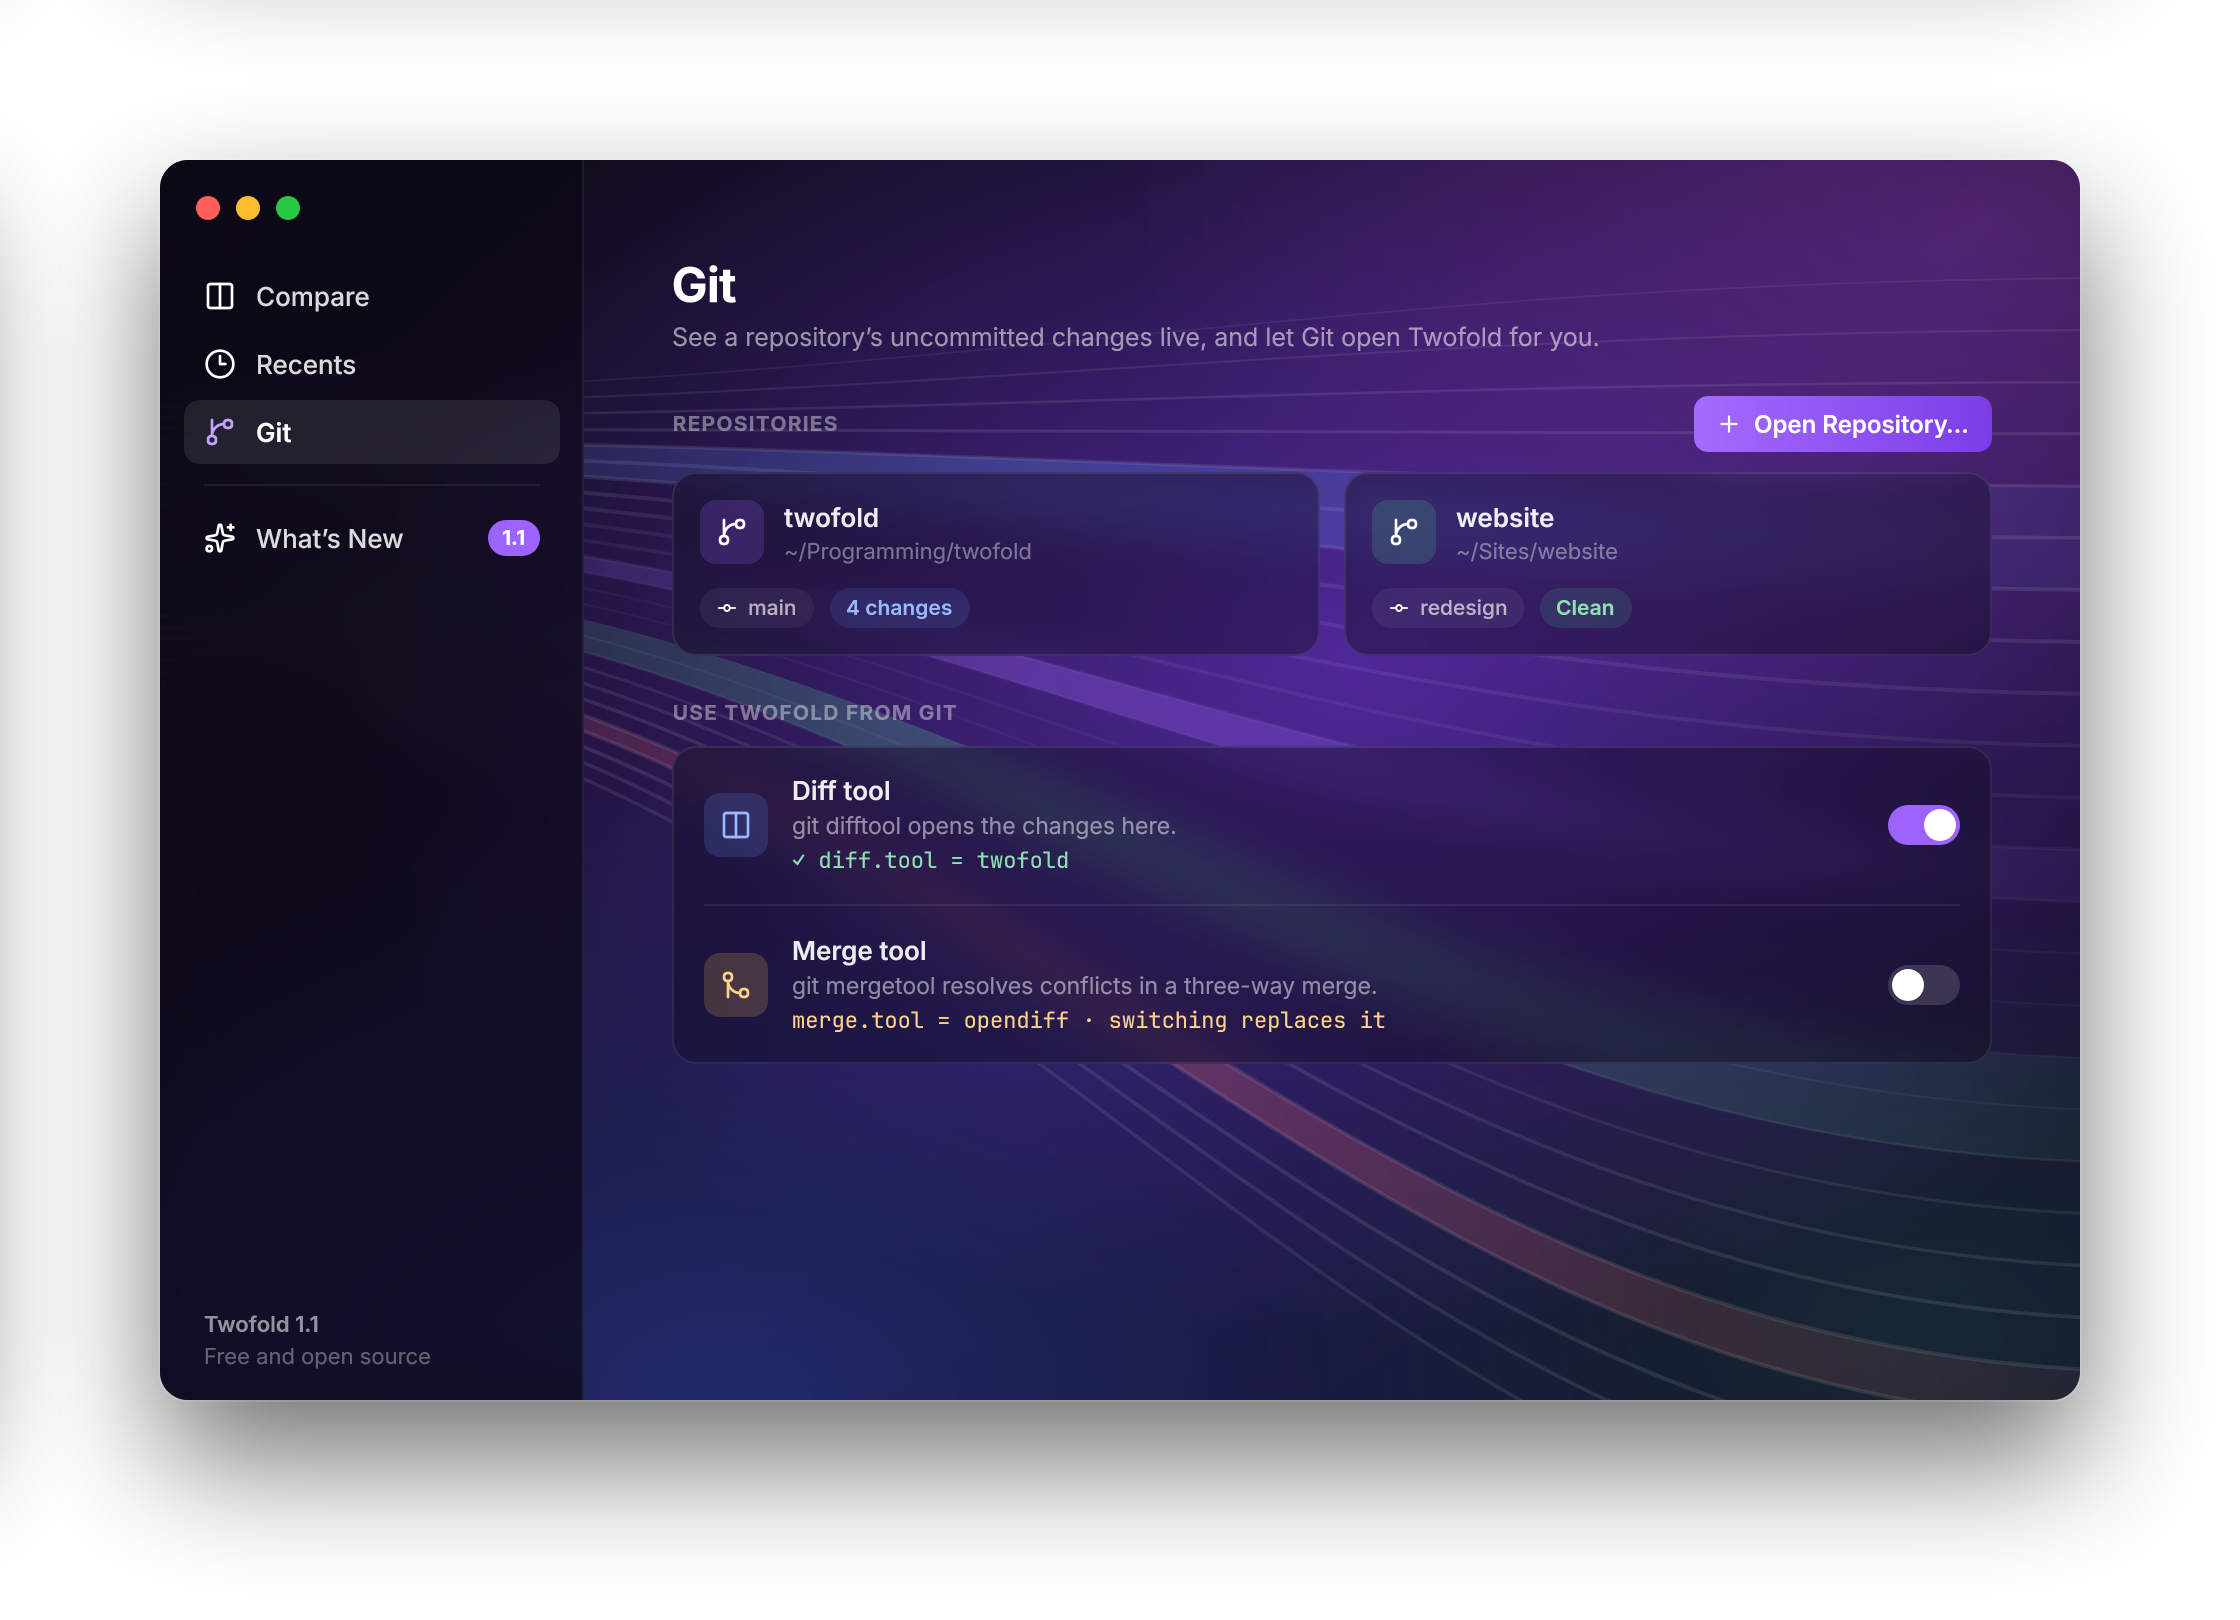 Compare
Recents
Git
What’s New 1.1
Twofold 1.1
Free and open source
Git
See a repository’s uncommitted changes live, and let Git open Twofold for you.
REPOSITORIES
Open Repository...
twofold
~/Programming/twofold
main 4 changes
website
~/Sites/website
redesign Clean
USE TWOFOLD FROM GIT
Diff tool
git difftool opens the changes here.
✓ diff.tool = twofold
Merge tool
git mergetool resolves conflicts in a three-way merge.
merge.tool = opendiff · switching replaces it